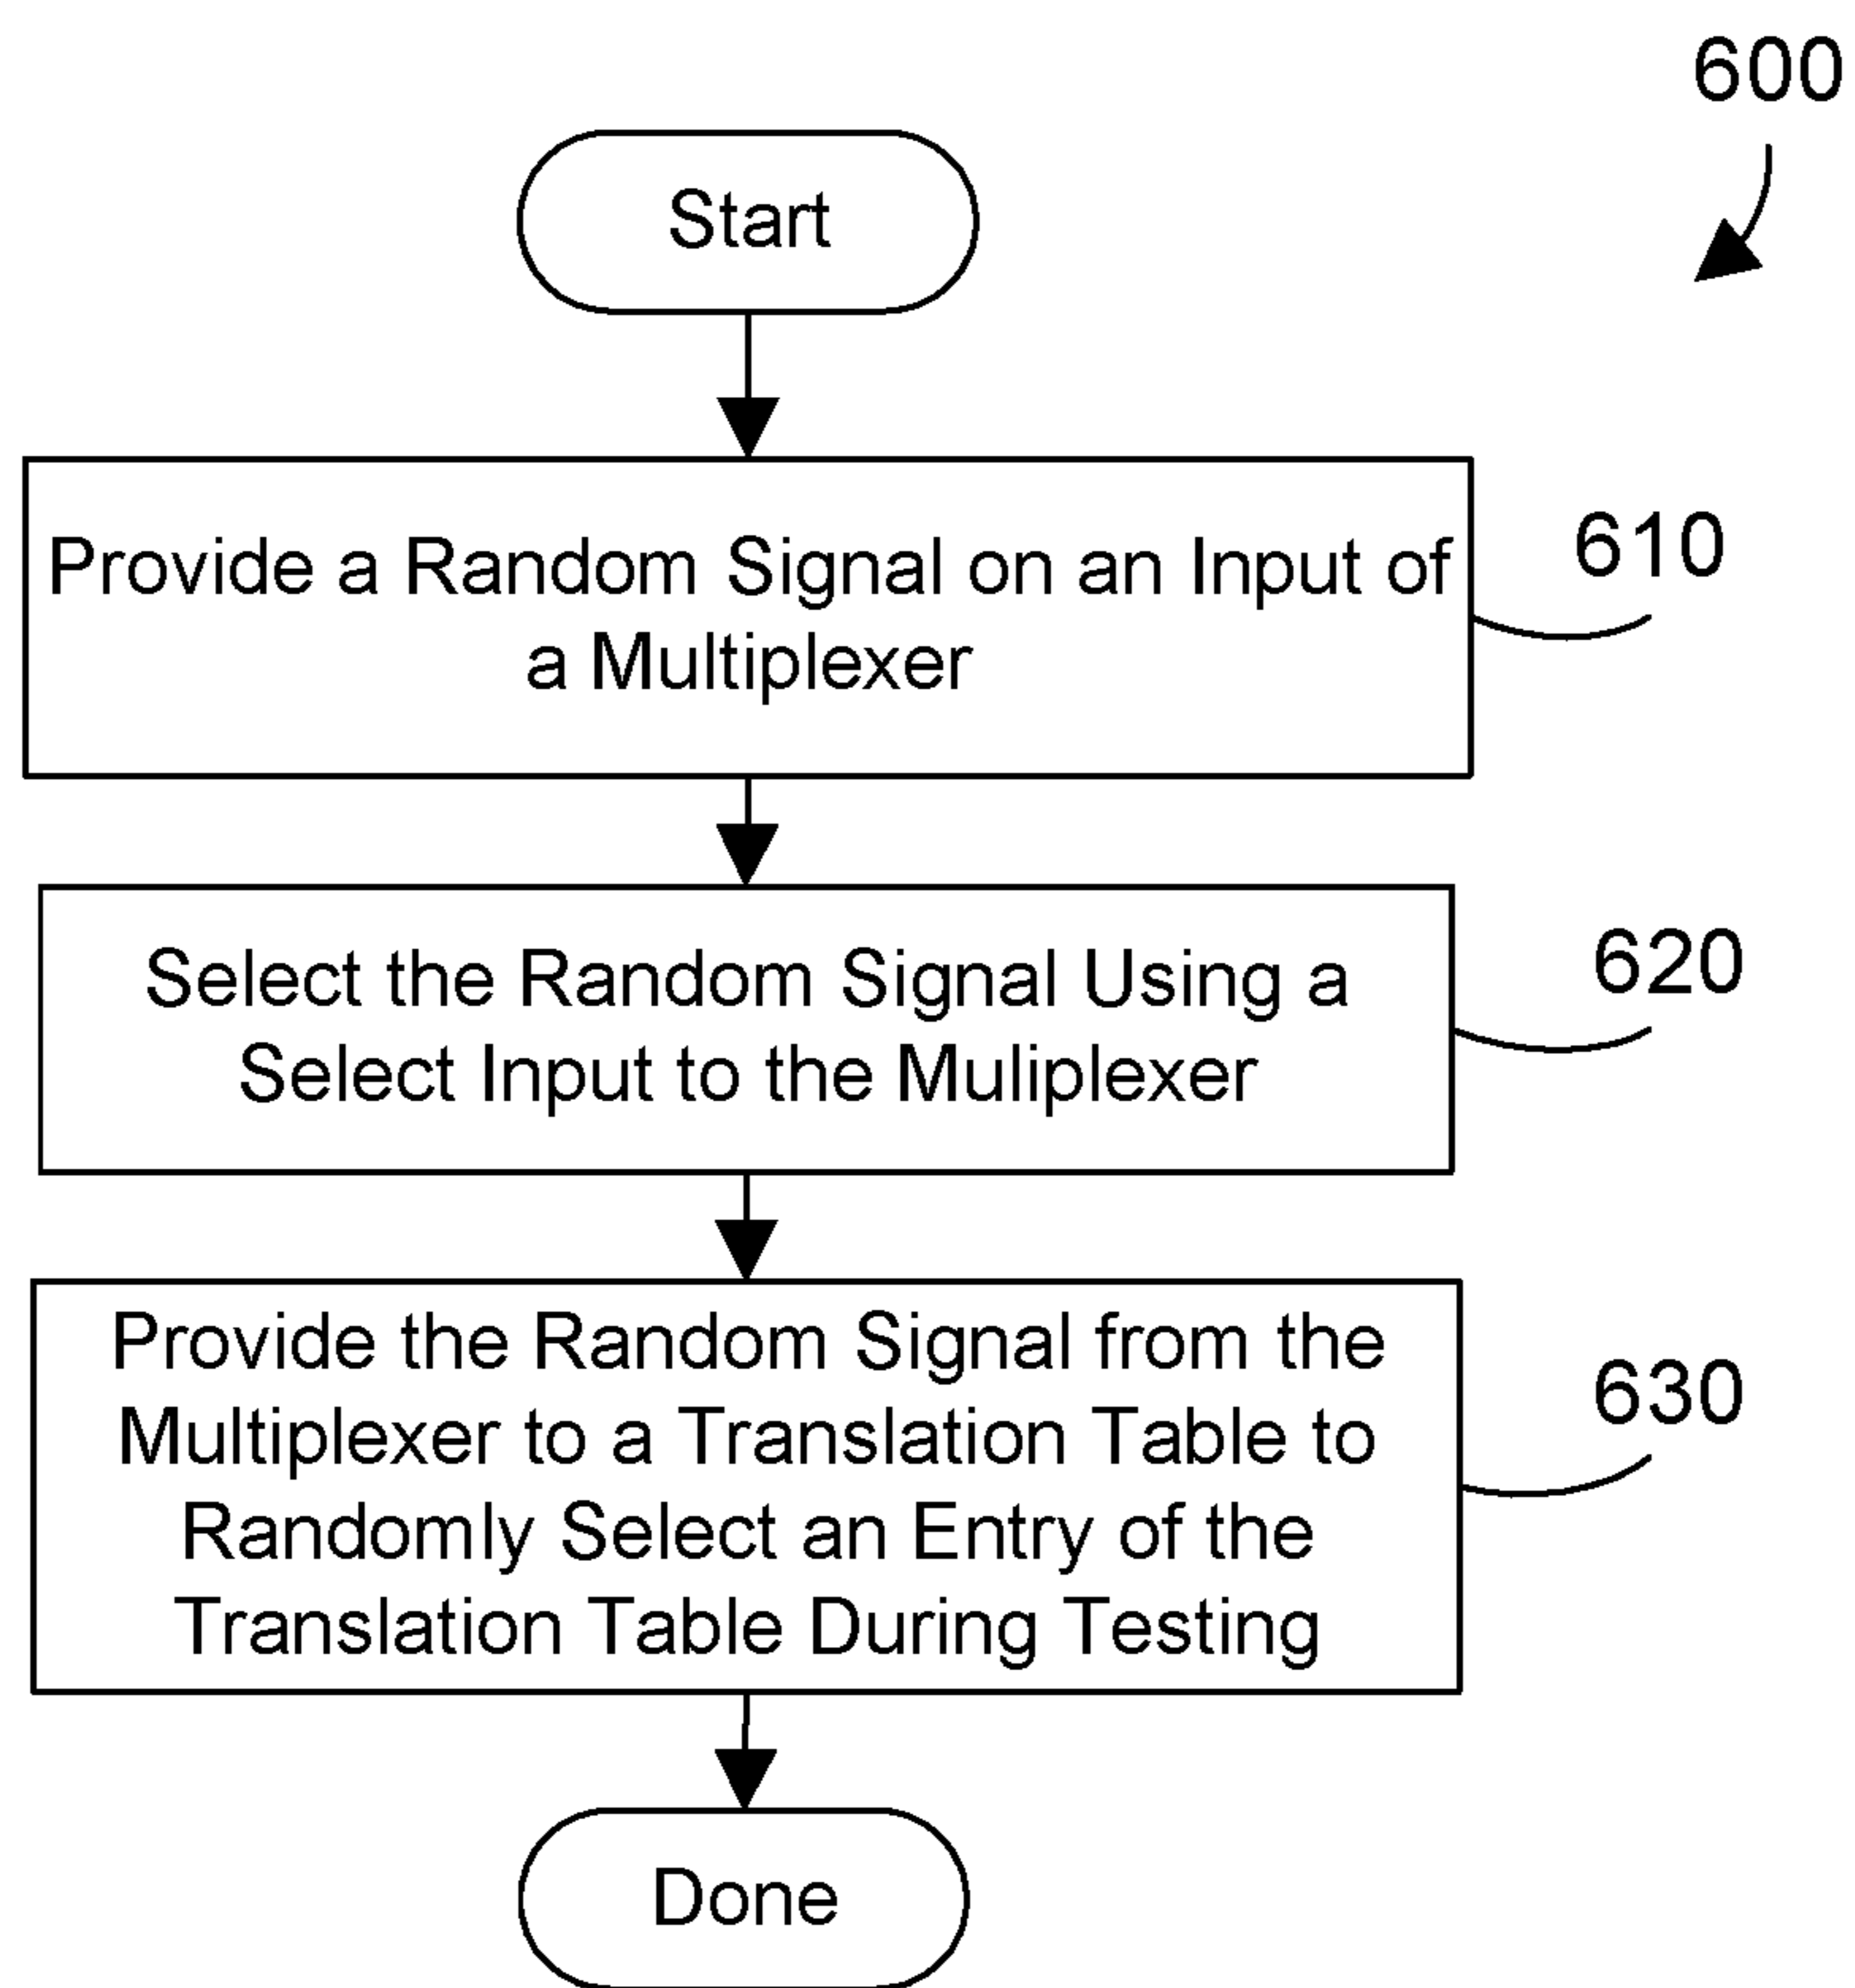 600
Start
Provide a Random Signal on an Input of
a Multiplexer
610
Select the Random Signal Using a
Select Input to the Muliplexer
620
Provide the Random Signal from the
Multiplexer to a Translation Table to
Randomly Select an Entry of the
Translation Table During Testing
630
Done